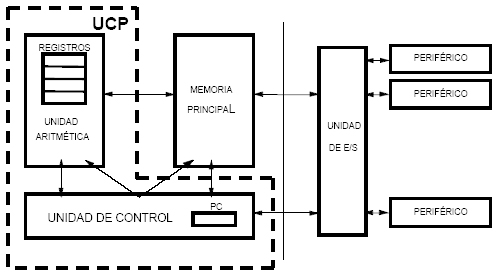 UCP
REGISTROS
UNIDAD
ARITMÉTICA
MEMORIA
PRINCIPAL
UNIDAD
DE E/S
PERIFÉRICO
PERIFÉRICO
PERIFÉRICO
UNIDAD DE CONTROL
PC